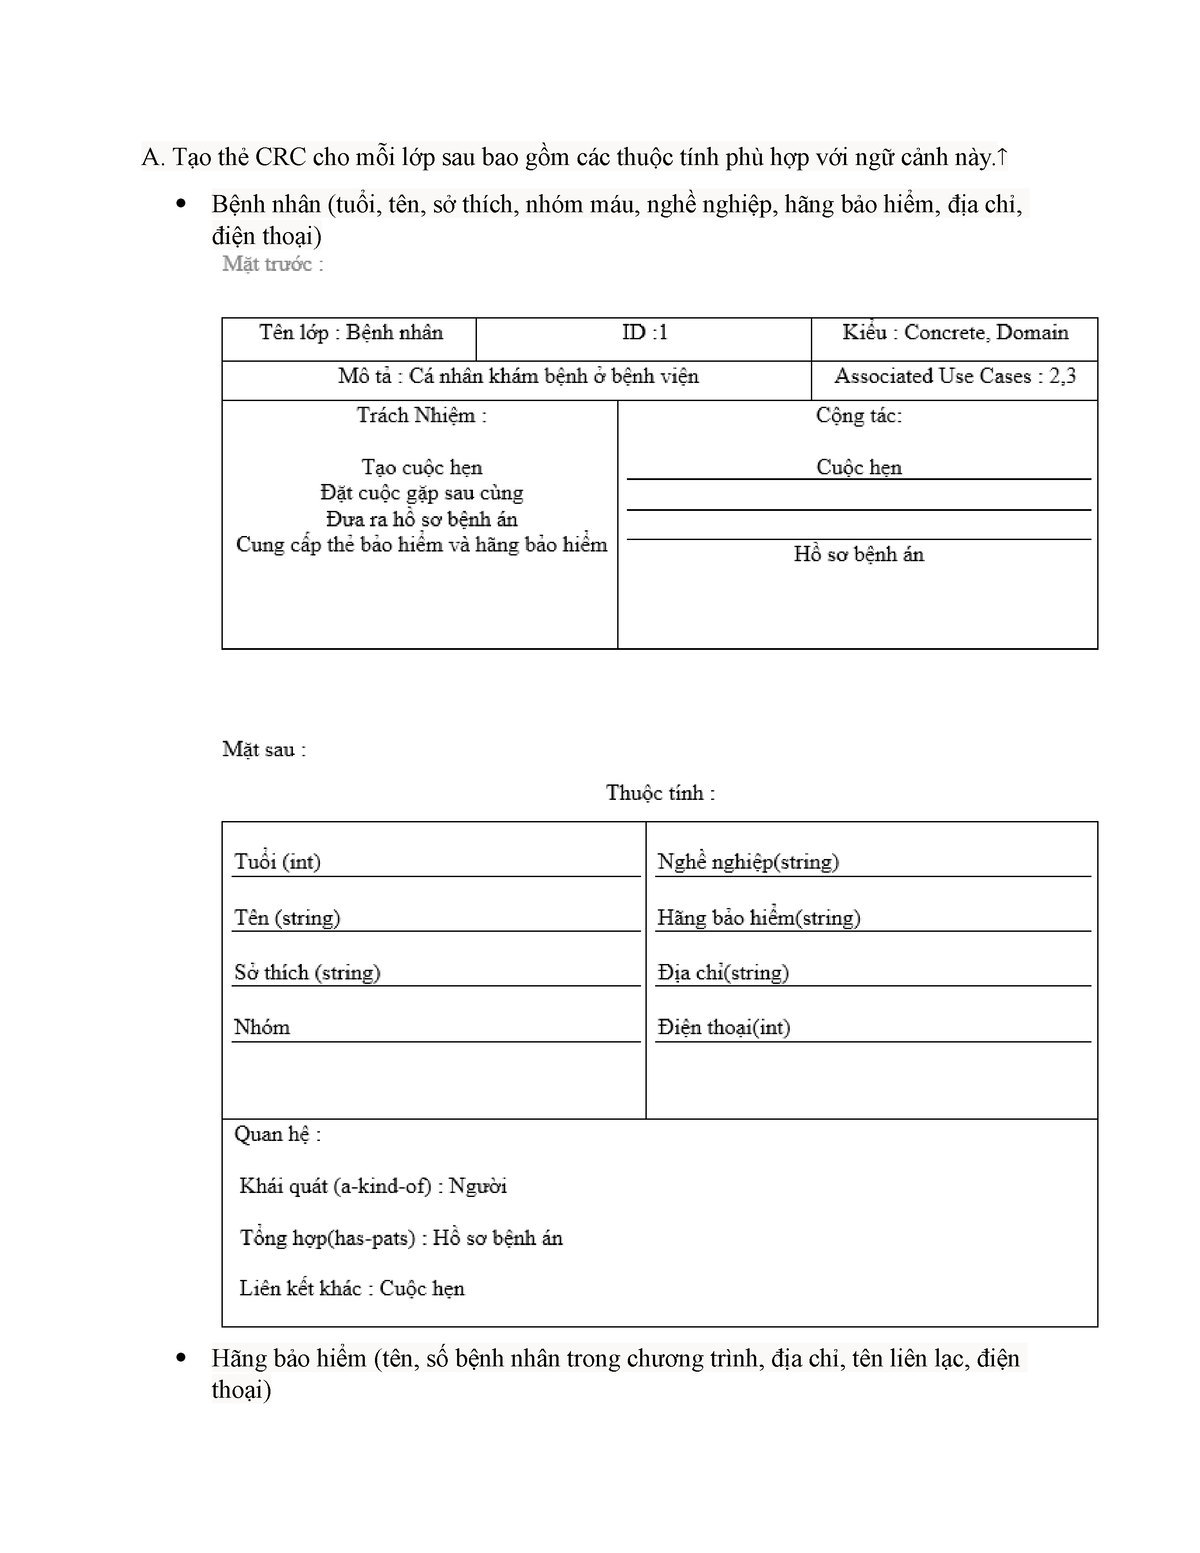 A. Tạo thẻ CRC cho mỗi lớp sau bao gồm các thuộc tính phù hợp với ngữ cảnh này.↑
• Bệnh nhân (tuổi, tên, sở thích, nhóm máu, nghề nghiệp, hãng bảo hiểm, địa chỉ,
điện thoại)
Mặt trước :
Tên lớp : Bệnh nhân
ID :1
Kiểu : Concrete, Domain
Mô tả : Cá nhân khám bệnh ở bệnh viện
Associated Use Cases : 2,3
Trách Nhiệm :
Tạo cuộc hẹn
Đặt cuộc gặp sau cùng
Đưa ra hồ sơ bệnh án
Cung cấp thẻ bảo hiểm và hãng bảo hiểm
Cộng tác:
Cuộc hẹn
Hồ sơ bệnh án
Mặt sau :
Thuộc tính :
Tuổi (int)
Tên (string)
Sở thích (string)
Nhóm
Nghề nghiệp(string)
Hãng bảo hiểm(string)
Địa chỉ(string)
Điện thoại(int)
Quan hệ :
Khái quát (a-kind-of) : Người
Tổng hợp(has-pats) : Hồ sơ bệnh án
Liên kết khác : Cuộc hẹn
• Hãng bảo hiểm (tên, số bệnh nhân trong chương trình, địa chỉ, tên liên lạc, điện
thoại)